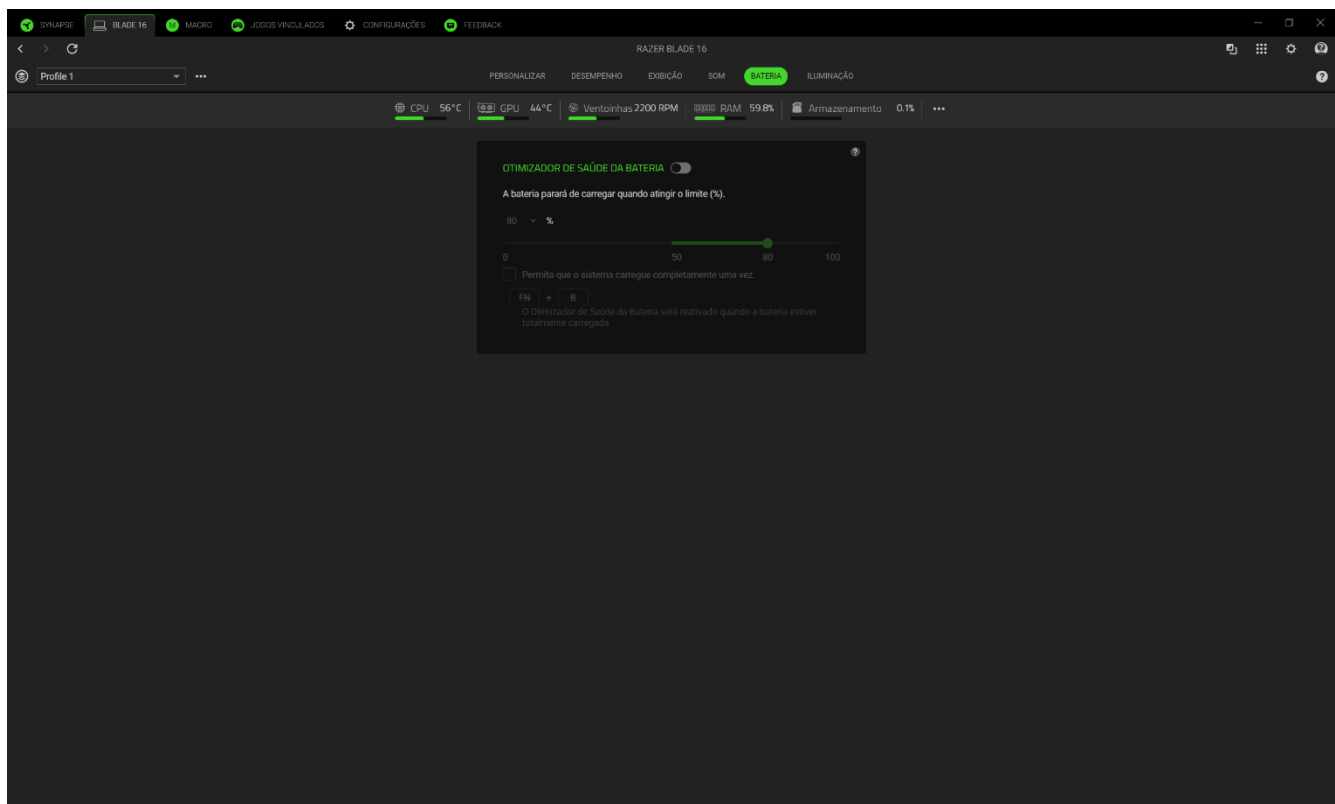 SYNAPSE BLADE 16 MACRO JOGOS VINCULADOS CONFIGURAÇÕES FEEDBACK
RAZER BLADE 16
Profile 1 PERSONALIZAR DESEMPENHO EXIBIÇÃO SOM BATERIA ILUMINAÇÃO
CPU 56°C GPU 44°C Ventoinhas 2200 RPM RAM 59.8% Armazenamento 0.1%
OTIMIZADOR DE SAÚDE DA BATERIA
A bateria parará de carregar quando atingir o limite (%).
80 %
0 50 80 100
Permita que o sistema carregue completamente uma vez.
FN + B
O Otimizador de Saúde da Bateria será reativado quando a bateria estiver
totalmente carregada